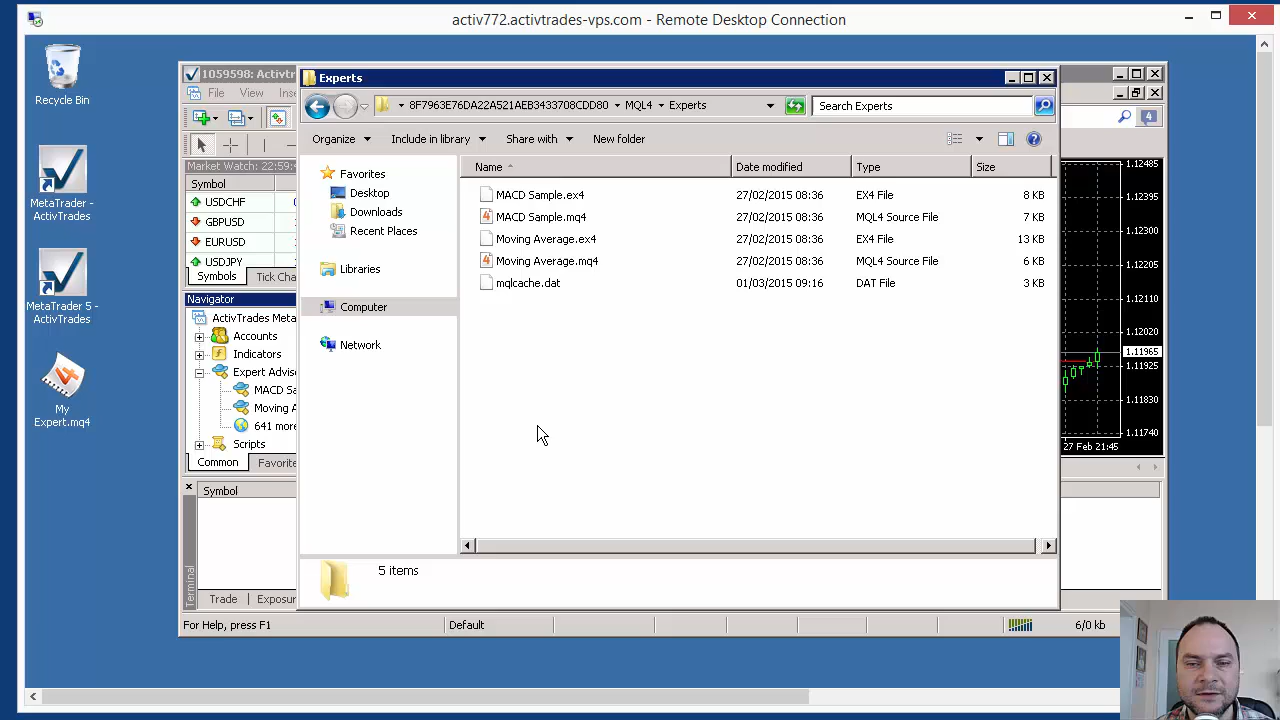 activ772.activtrades-vps.com - Remote Desktop Connection
Recycle Bin
MetaTrader -
ActivTrades
MetaTrader 5 -
ActivTrades
My
Expert.mq4
1059598: Activtr
File View Inse
4
Market Watch: 22:59:
Symbol
USDCHF
GBPUSD
EURUSD
USDJPY
Symbols Tick Cha
Navigator
ActivTrades Meta
Accounts
Indicators
Expert Adviso
MACD Sa
Moving A
641 more
Scripts
Common Favorite
Symbol
Terminal
Trade Exposur
For Help, press F1 Default 6/0 kb
Experts
3F7963E76DA22A521AEB3433708CDD80 MQL4 Experts Search Experts
Organize Include in library Share with New folder
Favorites
Desktop
Downloads
Recent Places
Libraries
Computer
Network
Name Date modified Type Size
MACD Sample.ex4 27/02/2015 08:36 EX4 File 8 KB
MACD Sample.mq4 27/02/2015 08:36 MQL4 Source File 7 KB
Moving Average.ex4 27/02/2015 08:36 EX4 File 13 KB
Moving Average.mq4 27/02/2015 08:36 MQL4 Source File 6 KB
mqlcache.dat 01/03/2015 09:16 DAT File 3 KB
5 items
1.12485
1.12395
1.12300
1.12205
1.12110
1.12020
1.11965
1.11925
1.11830
1.11740
27 Feb 21:45